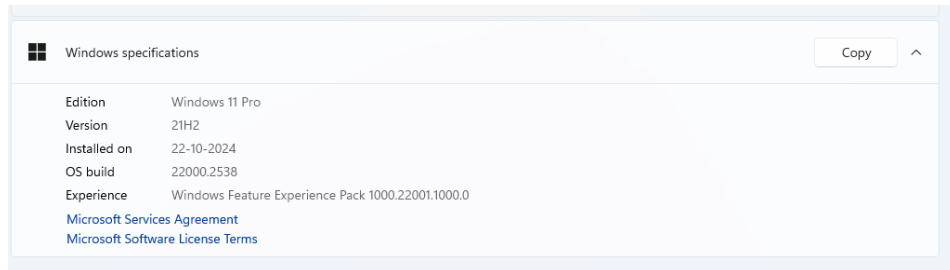 Windows specifications
Copy
Edition Windows 11 Pro
Version 21H2
Installed on 22-10-2024
OS build 22000.2538
Experience Windows Feature Experience Pack 1000.22001.1000.0
Microsoft Services Agreement
Microsoft Software License Terms